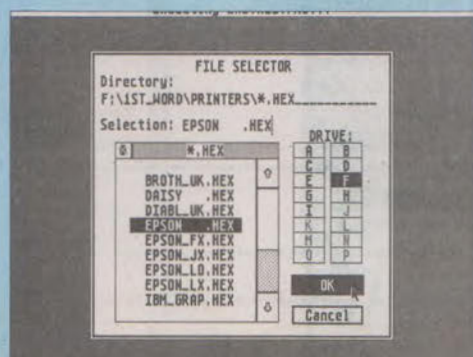 FILE SELECTOR
Directory:
F:\1ST_WORD\PRINTERS\*.HEX
Selection: EPSON .HEX
DRIVE:
*.HEX
A B
C D
E F
G H
I J
K L
M N
O P
BROTH_UK.HEX
DAISY .HEX
DIABL_UK.HEX
EPSON .HEX
EPSON_FX.HEX
EPSON_JX.HEX
EPSON_LQ.HEX
EPSON_LX.HEX
IBM_GRAP.HEX
OK
Cancel